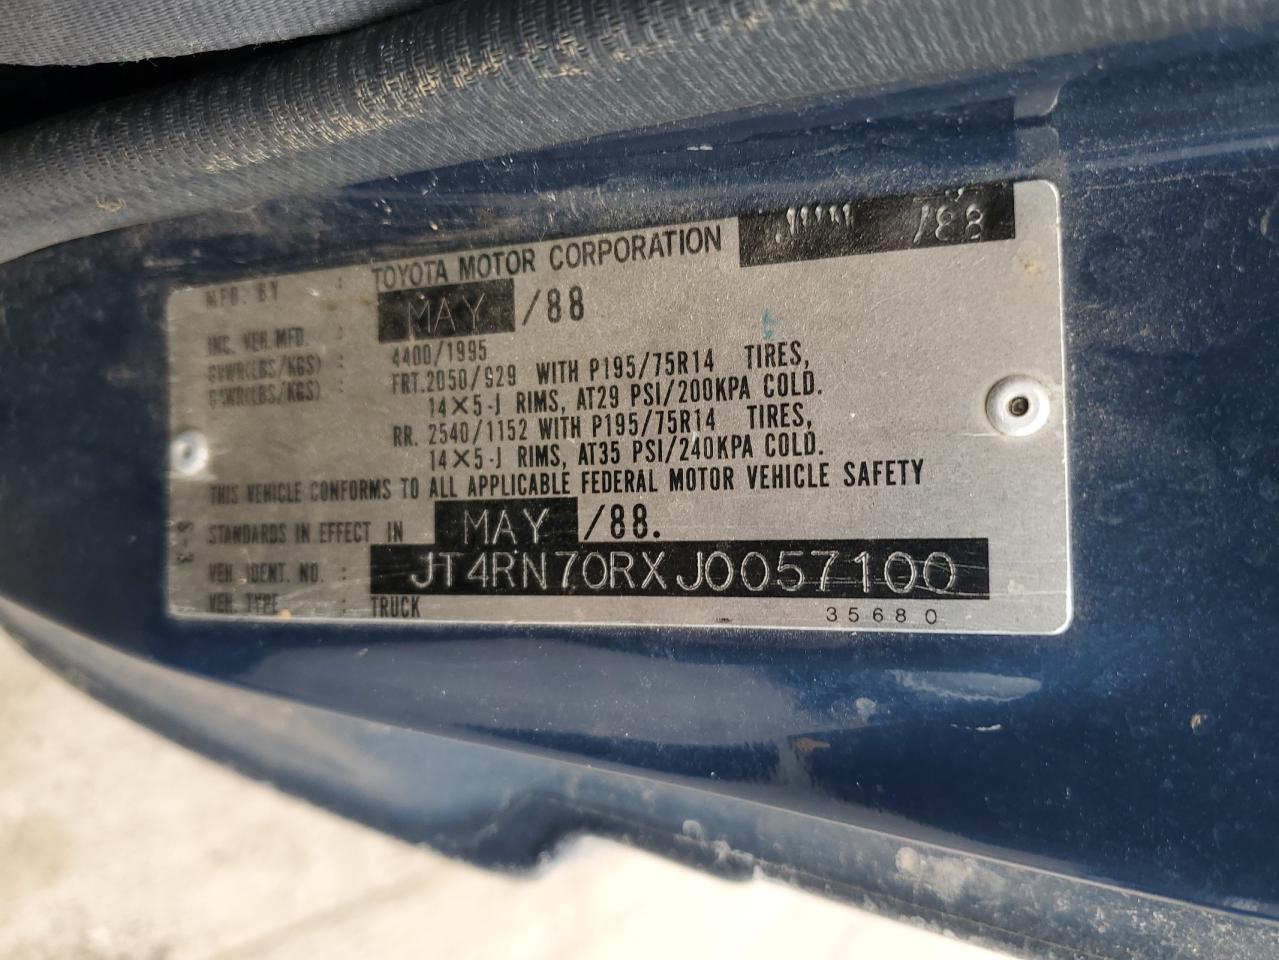 MFD. BY : TOYOTA MOTOR CORPORATION /88
INC. VEH. MFD. : MAY /88
GVWR(LBS/KGS) : 4400/1995
GAWR(LBS/KGS) : FRT.2050/929 WITH P195/75R14 TIRES,
14×5-J RIMS, AT29 PSI/200KPA COLD.
RR. 2540/1152 WITH P195/75R14 TIRES,
14×5-J RIMS, AT35 PSI/240KPA COLD.
THIS VEHICLE CONFORMS TO ALL APPLICABLE FEDERAL MOTOR VEHICLE SAFETY
STANDARDS IN EFFECT IN MAY /88.
VEH. IDENT. NO. : JT4RN70RXJ0057100
VEH. TYPE : TRUCK
35680